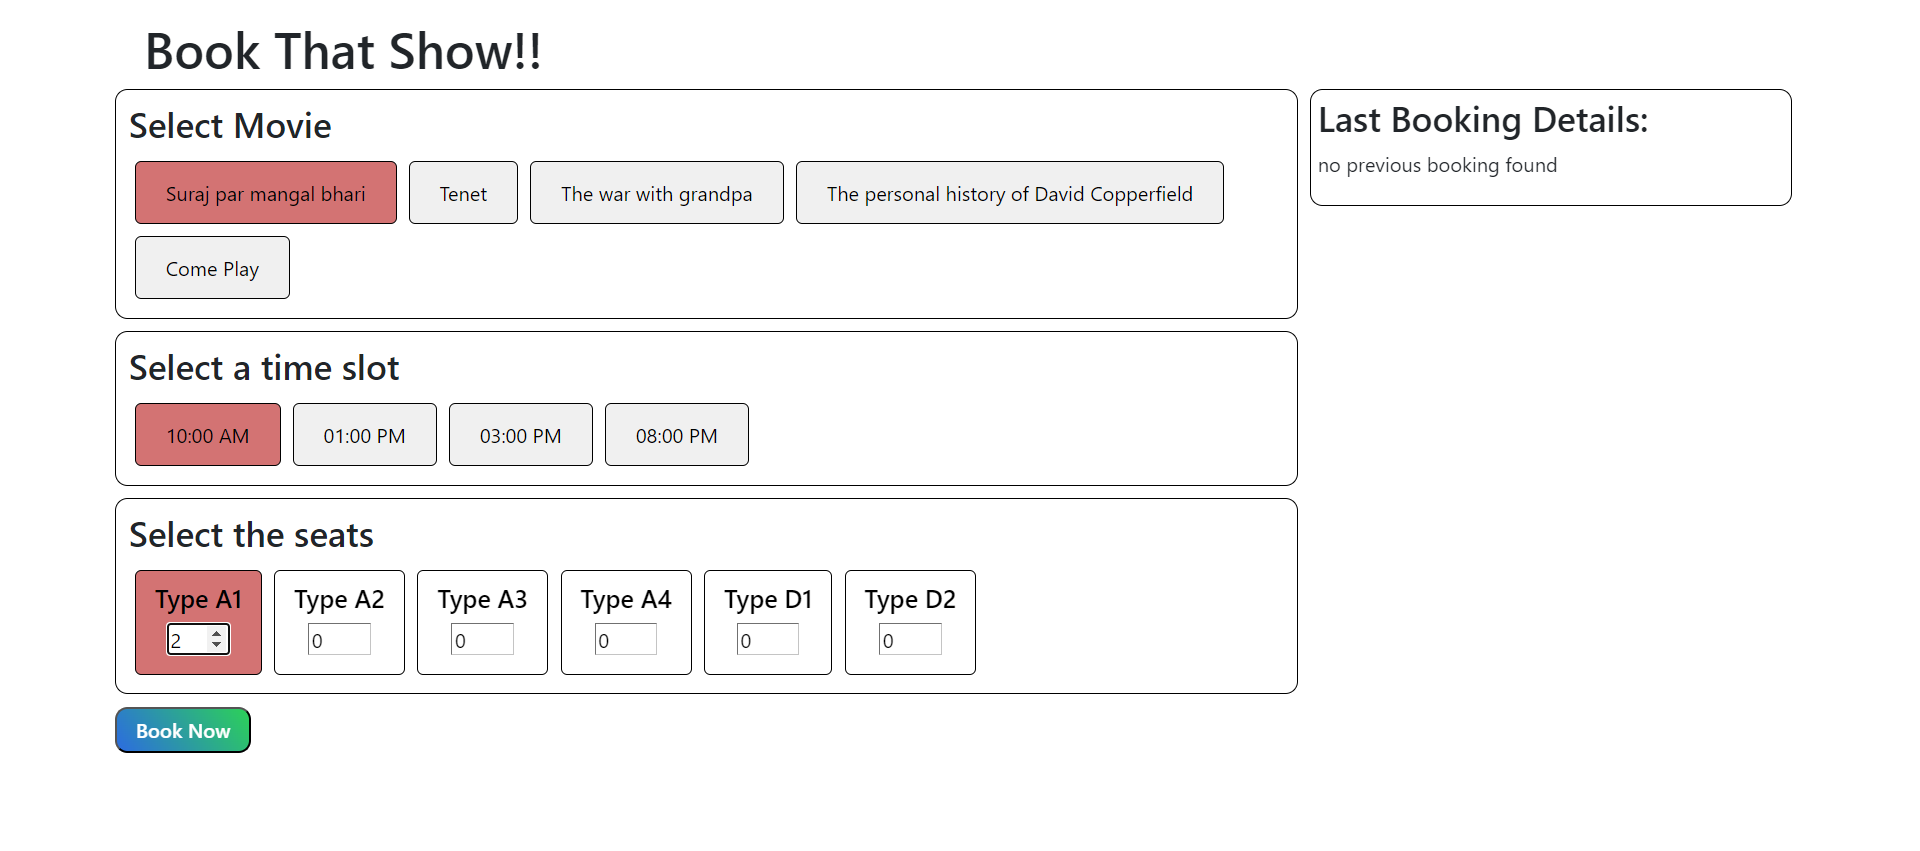 Book That Show!!
Select Movie
Suraj par mangal bhari
Tenet
The war with grandpa
The personal history of David Copperfield
Come Play
Select a time slot
10:00 AM
01:00 PM
03:00 PM
08:00 PM
Select the seats
Type A1
2
Type A2
0
Type A3
0
Type A4
0
Type D1
0
Type D2
0
Book Now
Last Booking Details:
no previous booking found